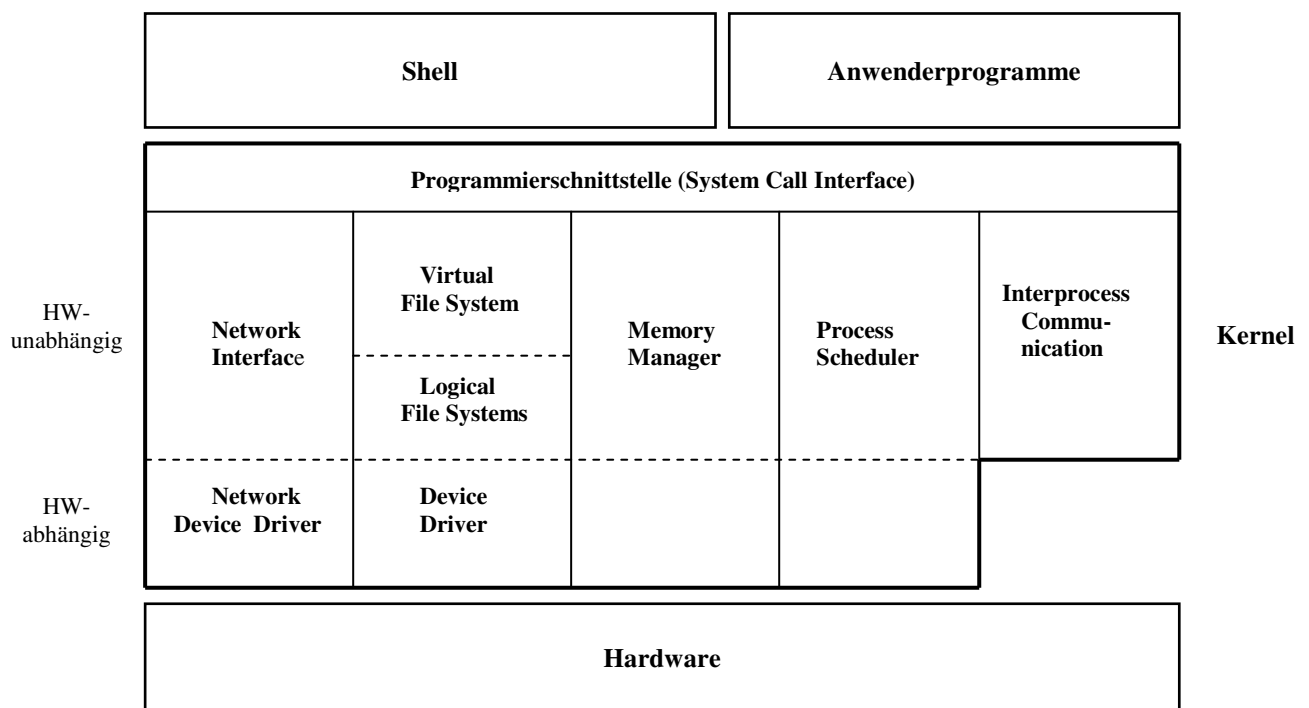 Shell
Anwenderprogramme
Programmierschnittstelle (System Call Interface)
HW-
unabhängig
Network
Interface
Virtual
File System
Logical
File Systems
Memory
Manager
Process
Scheduler
Interprocess
Commu-
nication
Kernel
HW-
abhängig
Network
Device Driver
Device
Driver
Hardware